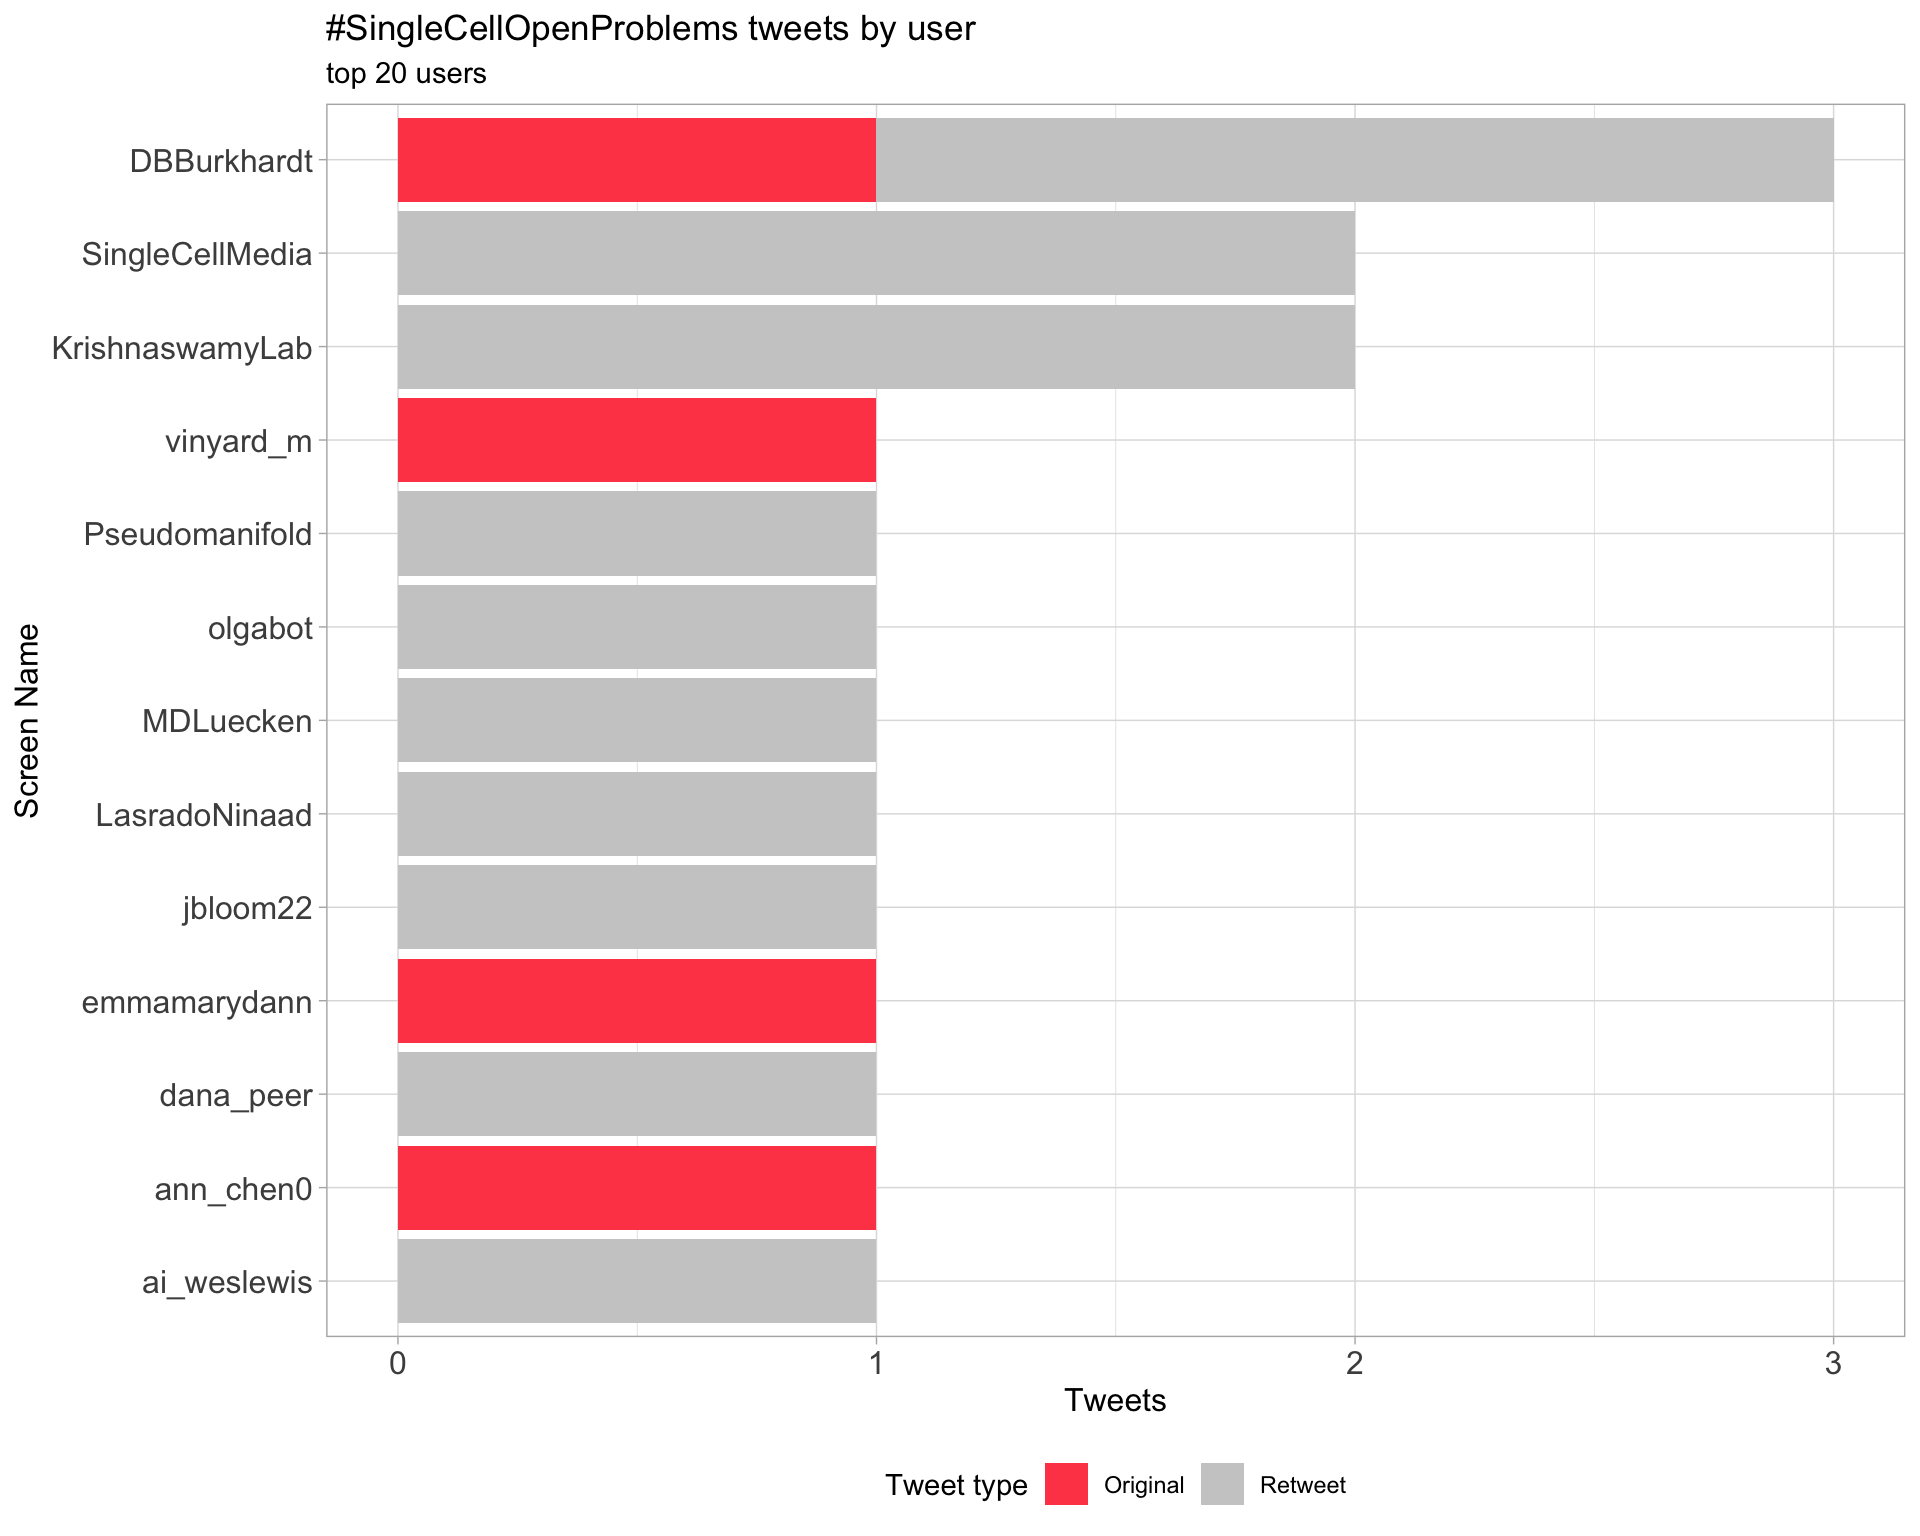 #SingleCellOpenProblems tweets by user
top 20 users
Screen Name
DBBurkhardt
SingleCellMedia
KrishnaswamyLab
vinyard_m
Pseudomanifold
olgabot
MDLuecken
LasradoNinaad
jbloom22
emmamarydann
dana_peer
ann_chen0
ai_weslewis
0 1 2 3
Tweets
Tweet type Original Retweet